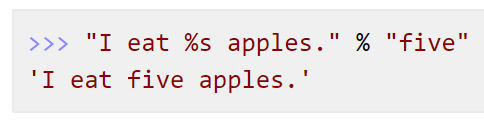 >>> "I eat %s apples." % "five"
'I eat five apples.'